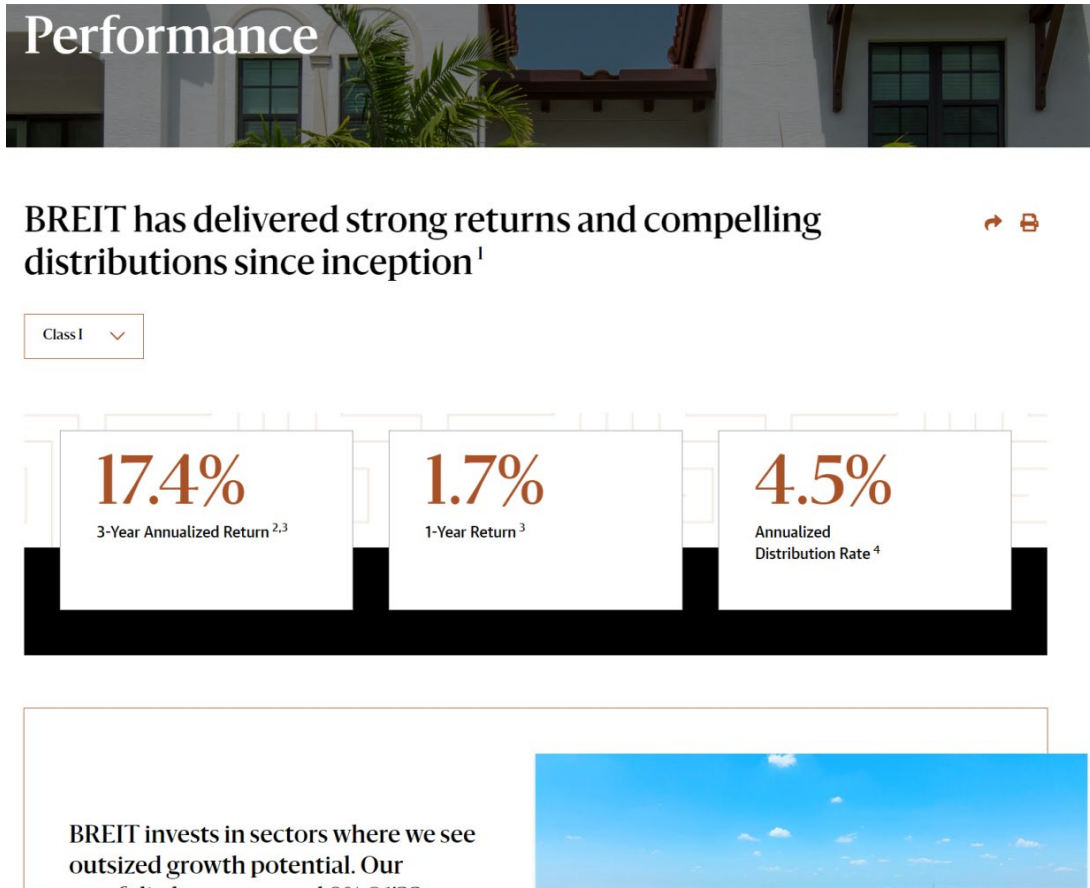 Performance
BREIT has delivered strong returns and compelling
distributions since inception 1
Class I
17.4%
3-Year Annualized Return 2,3
1.7%
1-Year Return 3
4.5%
Annualized
Distribution Rate 4
BREIT invests in sectors where we see
outsized growth potential. Our